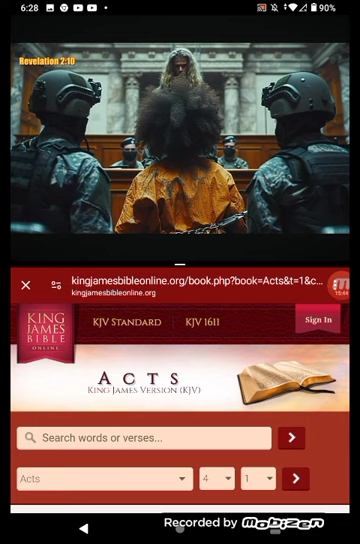 6:28
90%
Revelation 2:10
kingjamesbibleonline.org/book.php?book=Acts&t=1&c...
kingjamesbibleonline.org
15:44
KING
JAMES
BIBLE
ONLINE
KJV STANDARD
KJV 1611
Sign In
ACTS
KING JAMES VERSION (KJV)
Search words or verses...
Acts
4
1
Recorded by Mobizen